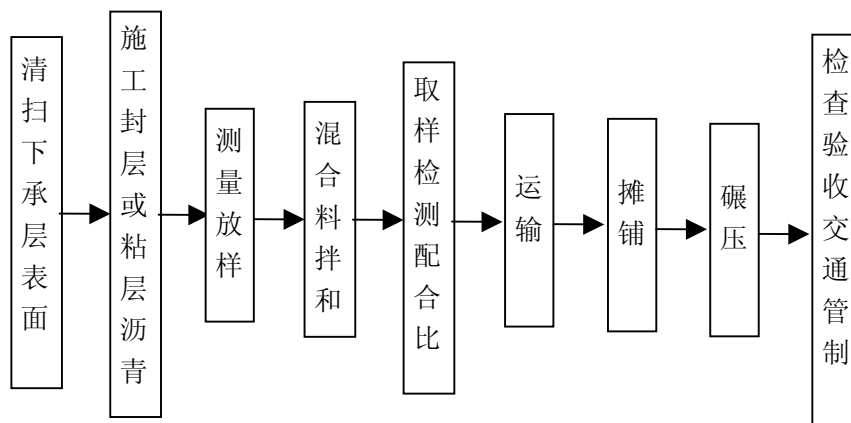 清扫下承层表面
施工封层或粘层沥青
测量放样
混合料拌和
取样检测配合比
运输
摊铺
碾压
检查验收交通管制